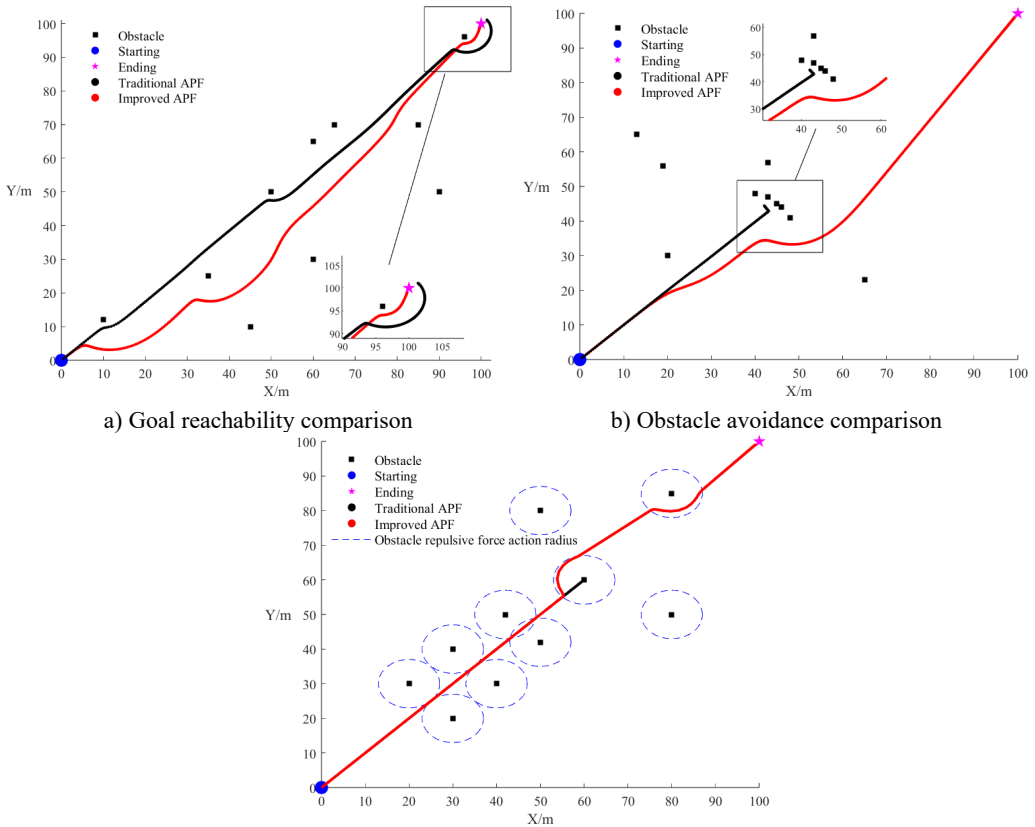 100
90
80
70
60
50
40
30
20
10
0
Y/m
Obstacle
Starting
Ending
Traditional APF
Improved APF
105
100
95
90
90 95 100 105
0 10 20 30 40 50 60 70 80 90 100
X/m
a) Goal reachability comparison
100
90
80
70
60
50
40
30
20
10
0
Y/m
Obstacle
Starting
Ending
Traditional APF
Improved APF
60
50
40
30
40 50 60
0 10 20 30 40 50 60 70 80 90 100
X/m
b) Obstacle avoidance comparison
100
90
80
70
60
50
40
30
20
10
0
Y/m
Obstacle
Starting
Ending
Traditional APF
Improved APF
Obstacle repulsive force action radius
0 10 20 30 40 50 60 70 80 90 100
X/m